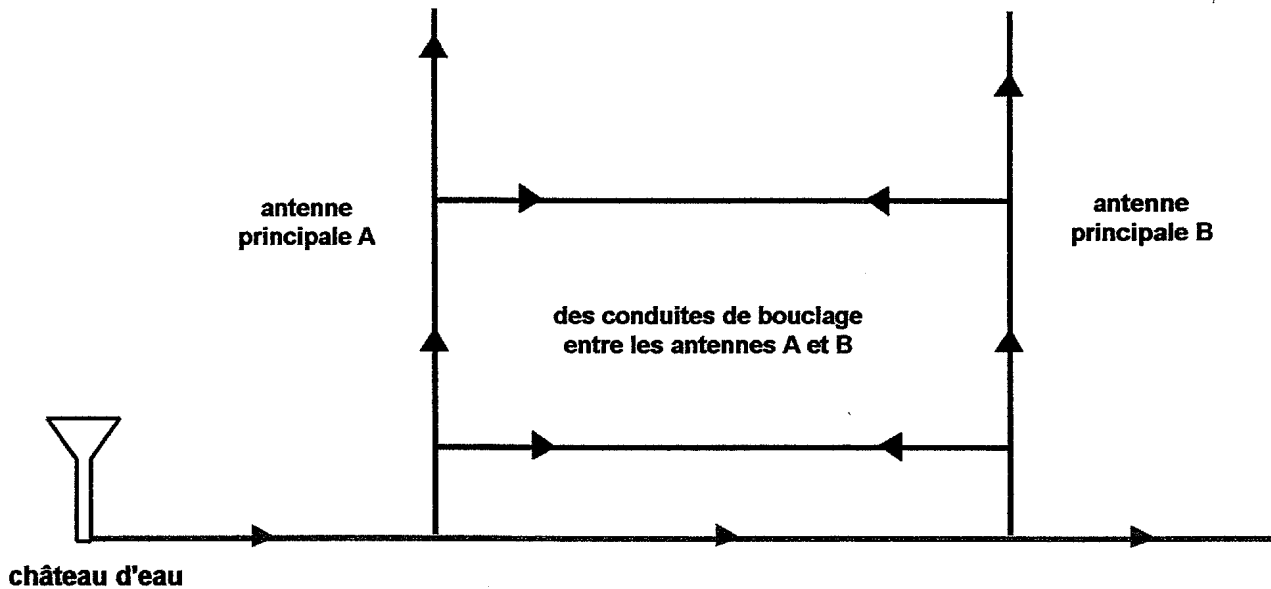 antenne
principale A
antenne
principale B
des conduites de bouclage
entre les antennes A et B
château d'eau